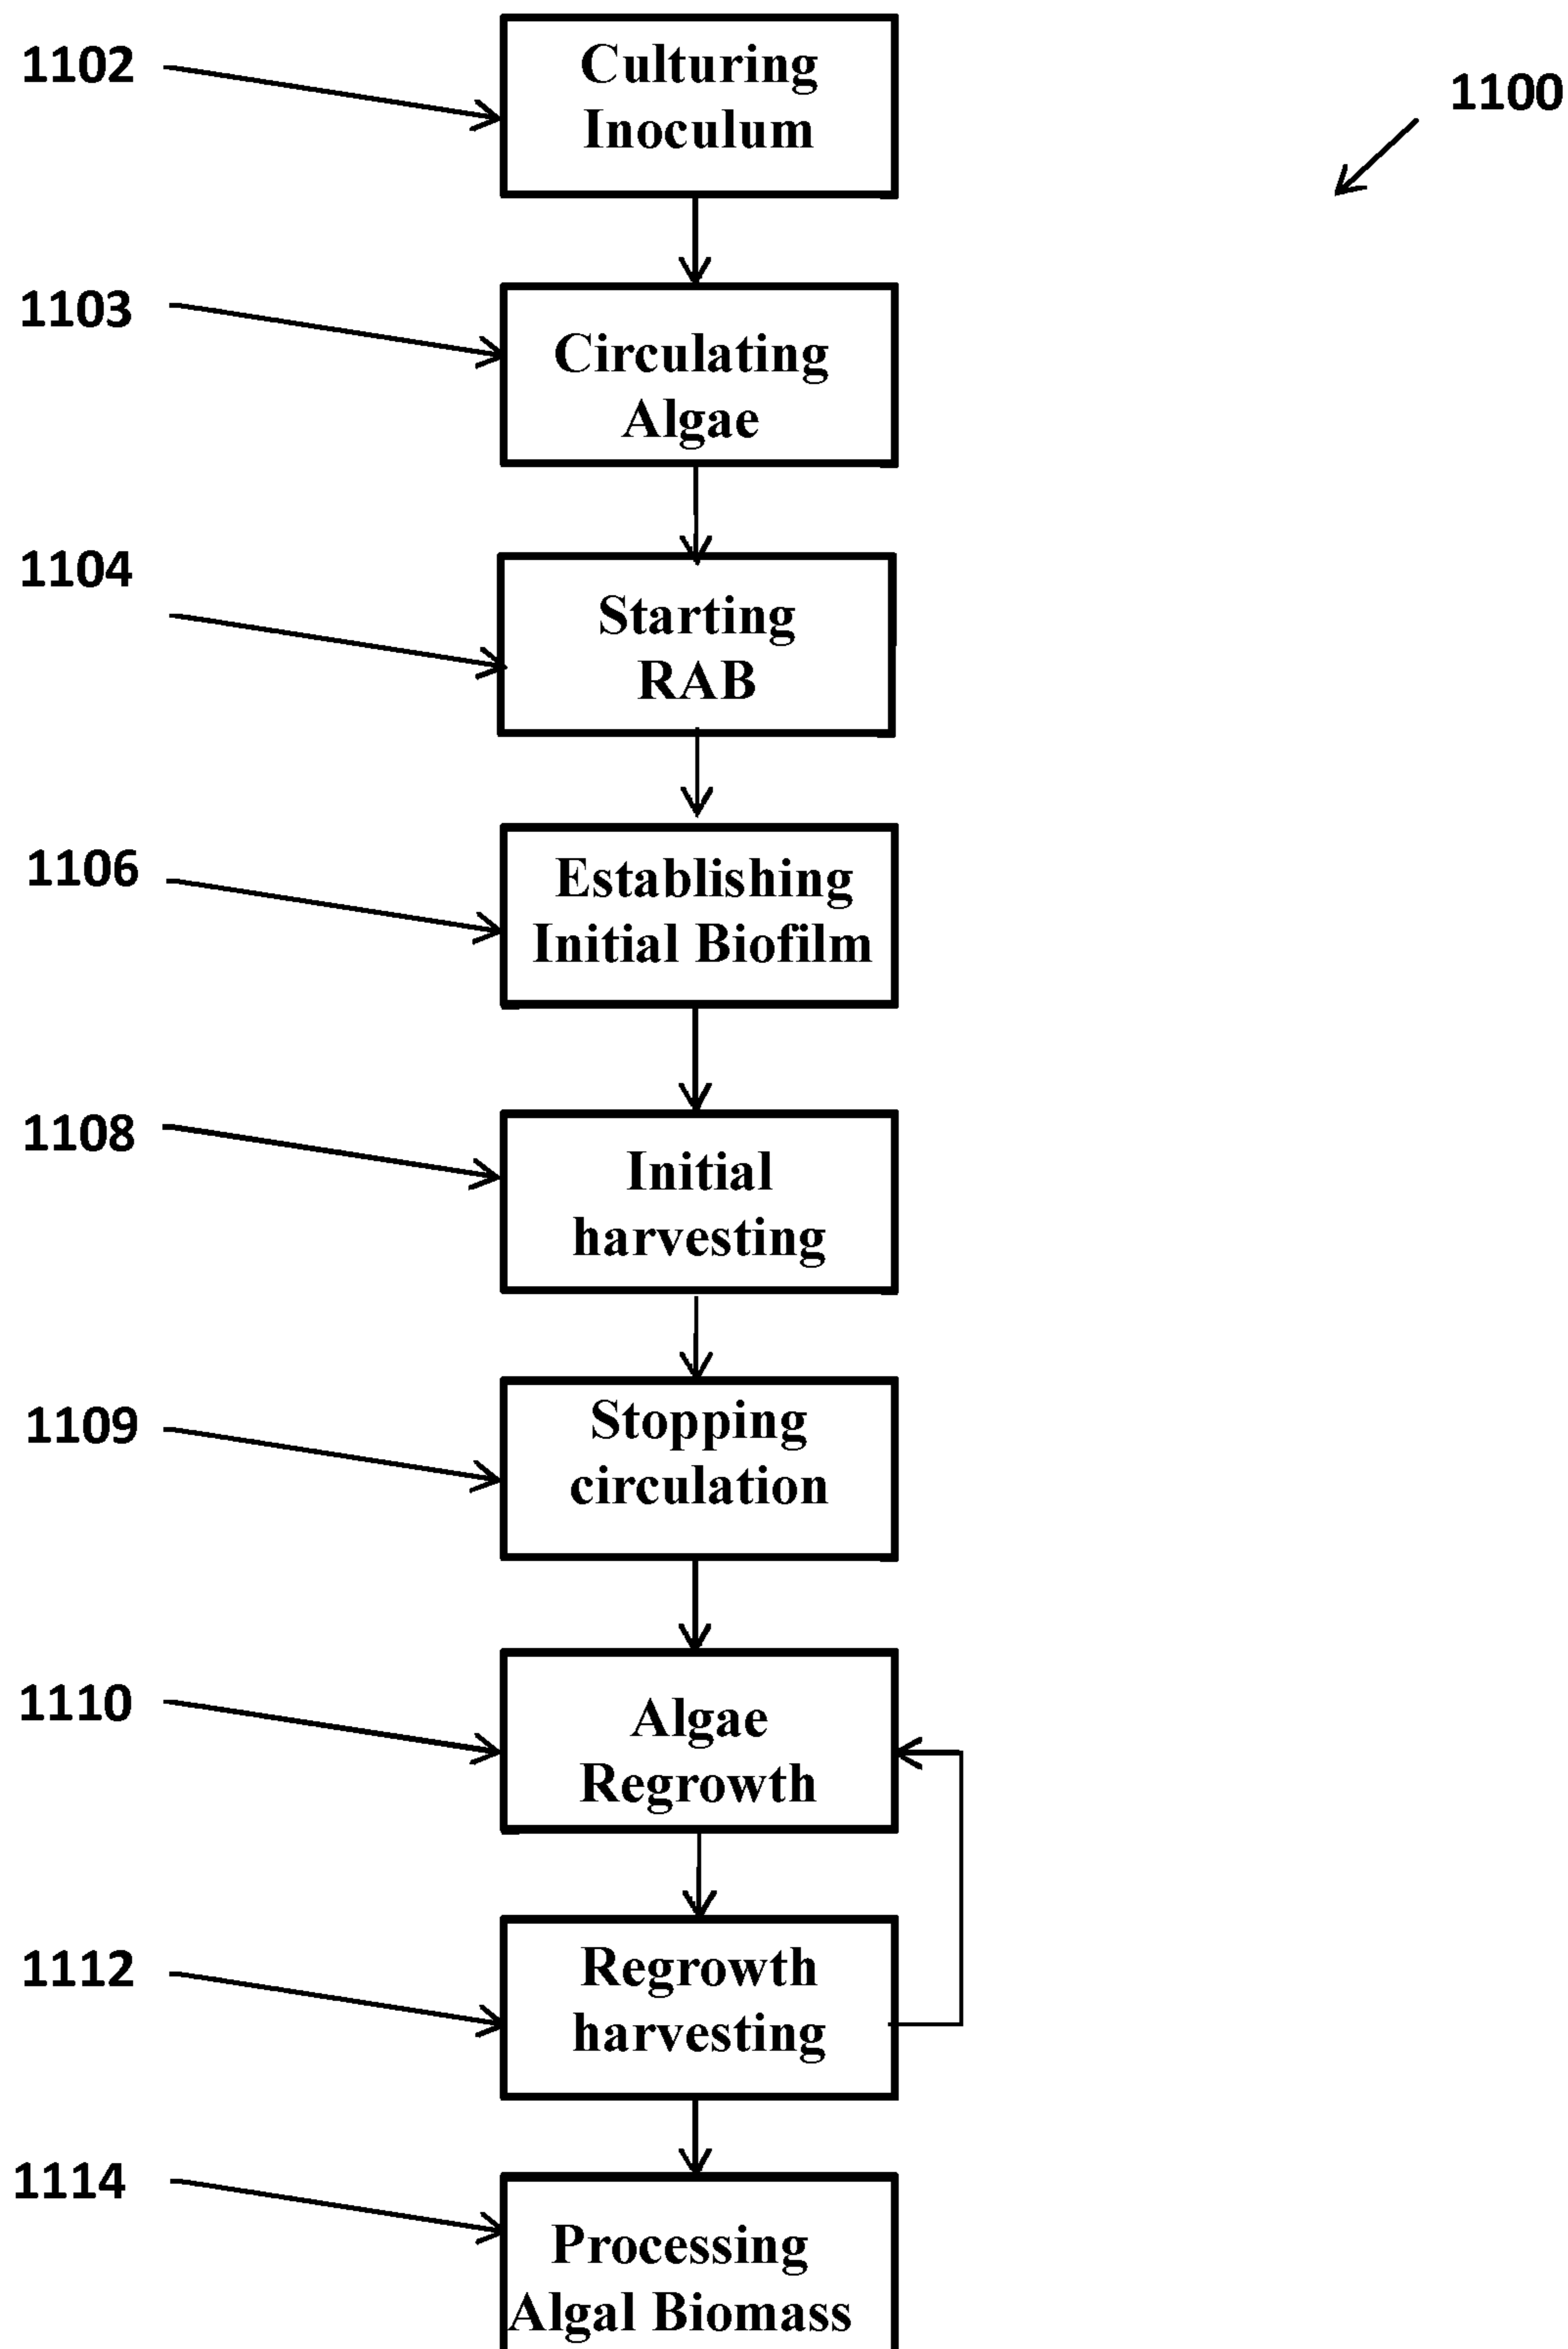 1102
Culturing
Inoculum
1100
1103
Circulating
Algae
1104
Starting
RAB
1106
Establishing
Initial Biofilm
1108
Initial
harvesting
1109
Stopping
circulation
1110
Algae
Regrowth
1112
Regrowth
harvesting
1114
Processing
Algal Biomass